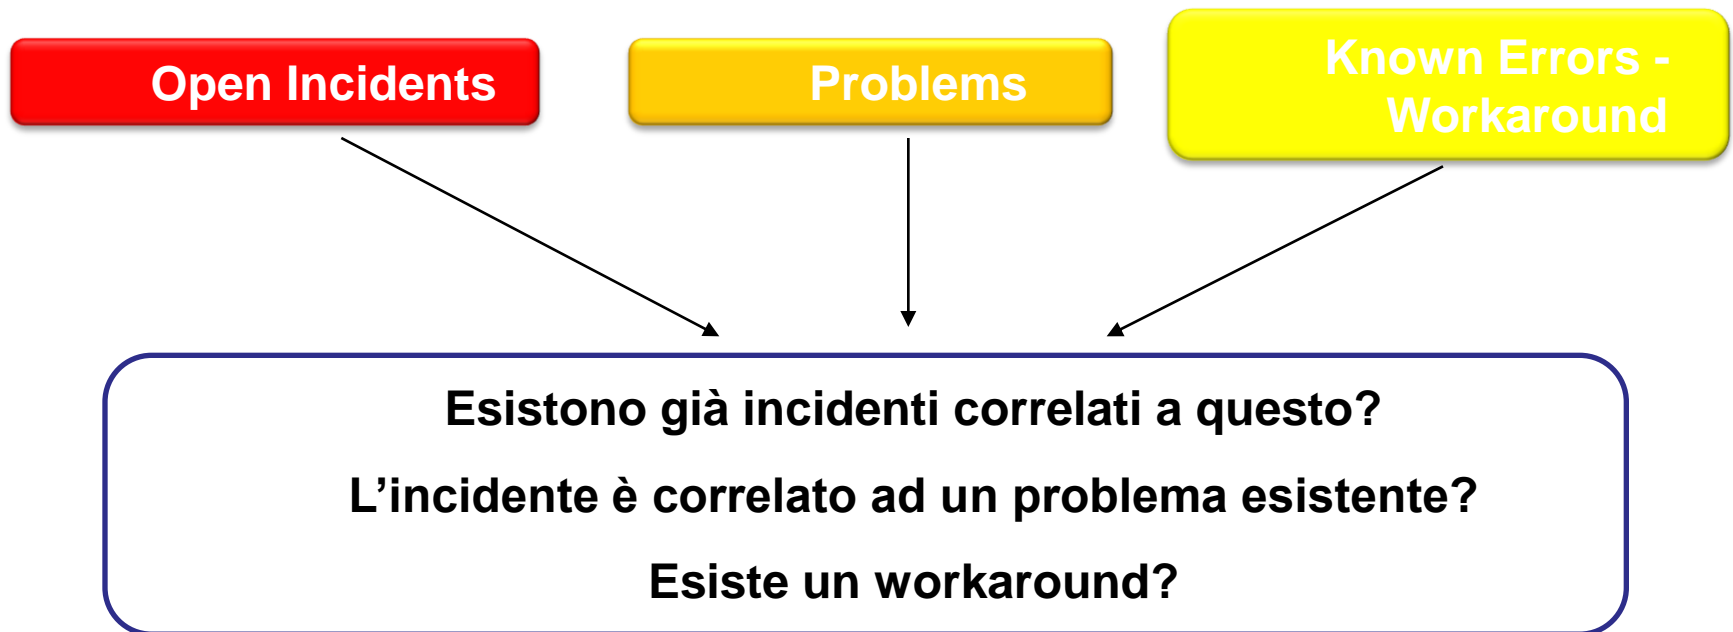 Open Incidents
Problems
Known Errors -
Workaround
Esistono già incidenti correlati a questo?
L’incidente è correlato ad un problema esistente?
Esiste un workaround?